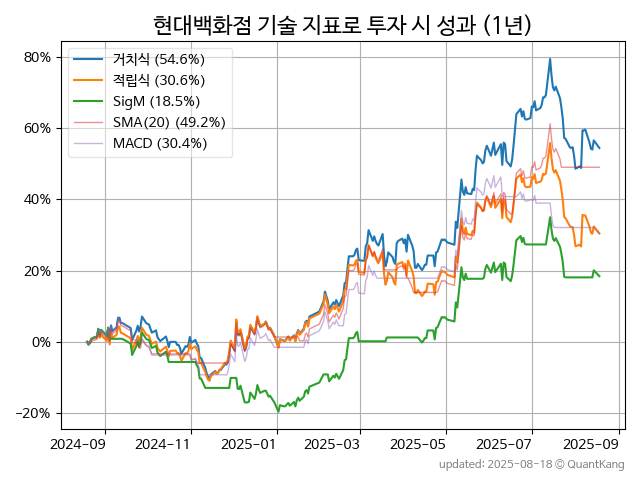 현대백화점 기술 지표로 투자 시 성과 (1년)
거치식 (54.6%)
적립식 (30.6%)
SigM (18.5%)
SMA(20) (49.2%)
MACD (30.4%)
80%
60%
40%
20%
0%
−20%
2024-09 2024-11 2025-01 2025-03 2025-05 2025-07 2025-09
updated: 2025-08-18 © QuantKang